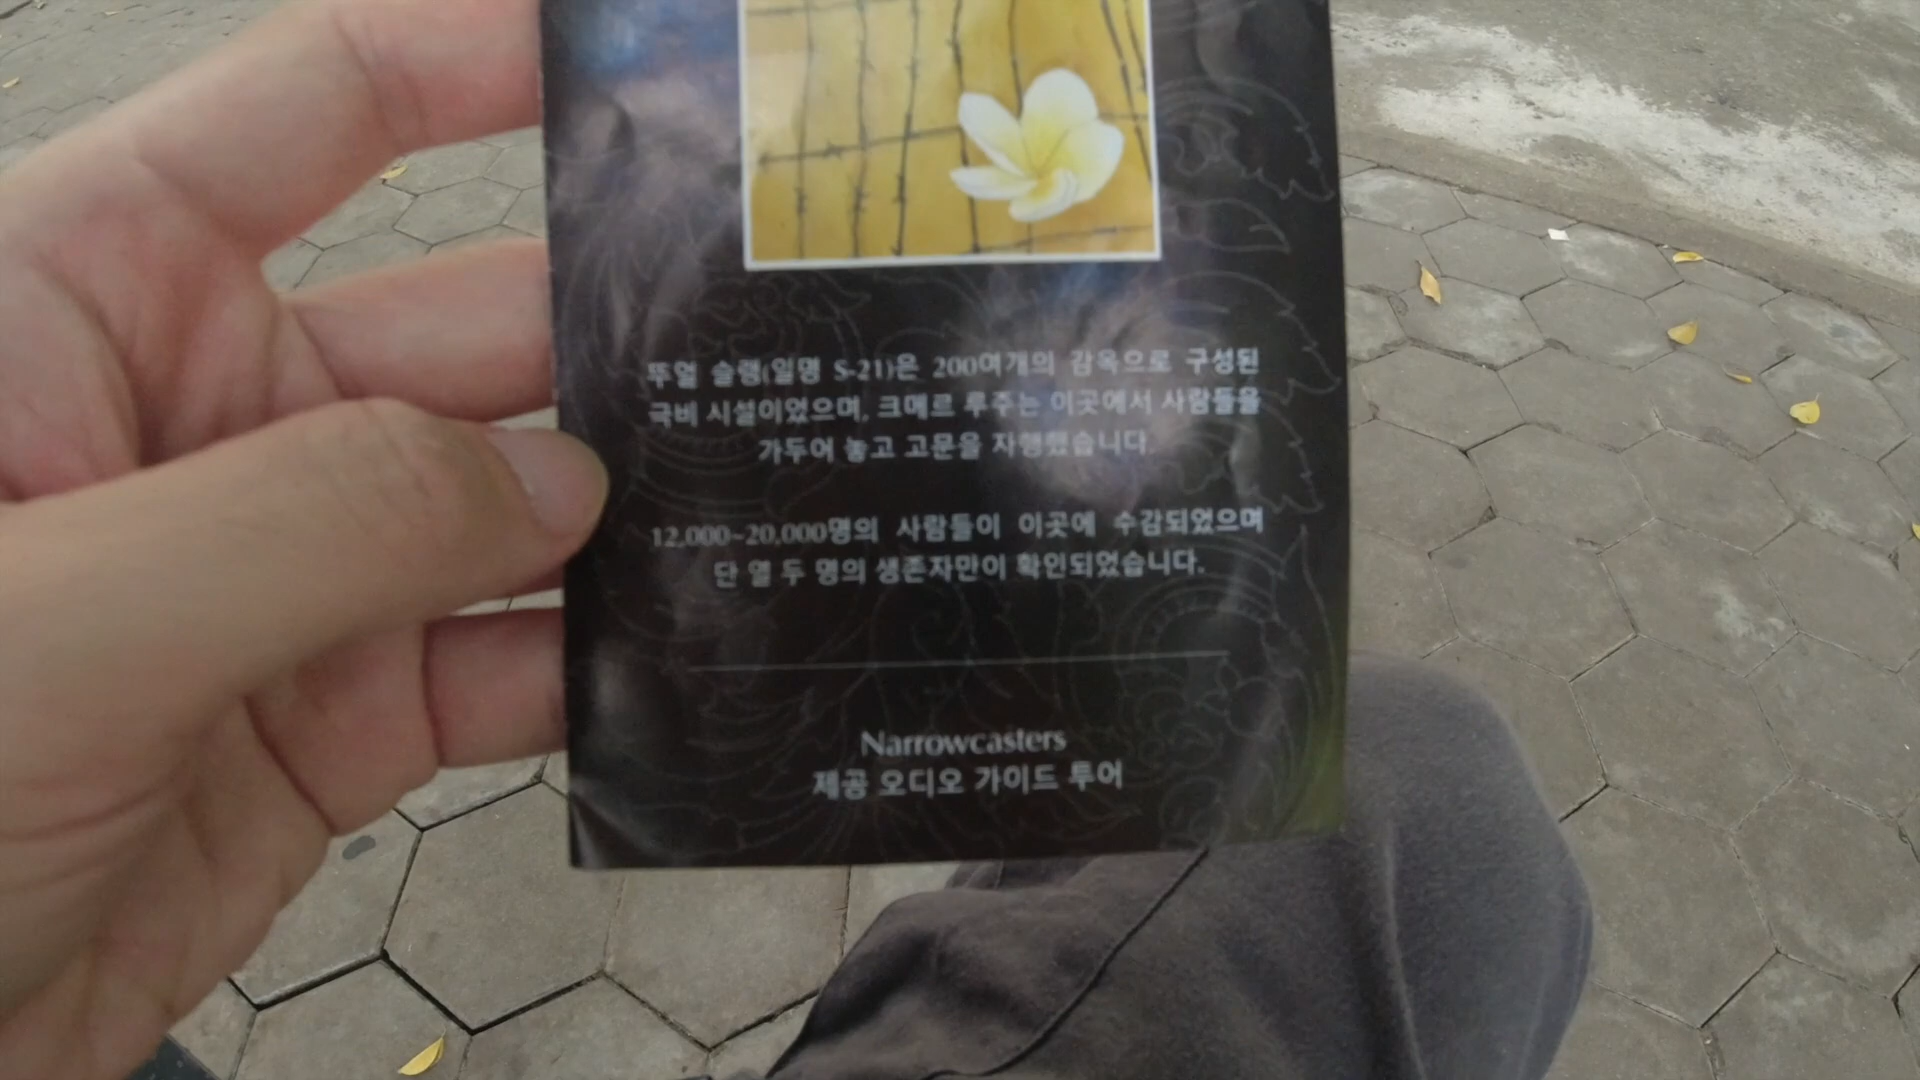 뚜얼 슬랭(일명 S-21)은 200여개의 감옥으로 구성된
극비 시설이었으며, 크메르 루주는 이곳에서 사람들을
가두어 놓고 고문을 자행했습니다.
12,000~20,000명의 사람들이 이곳에 수감되었으며
단 열 두 명의 생존자만이 확인되었습니다.
Narrowcasters
제공 오디오 가이드 투어